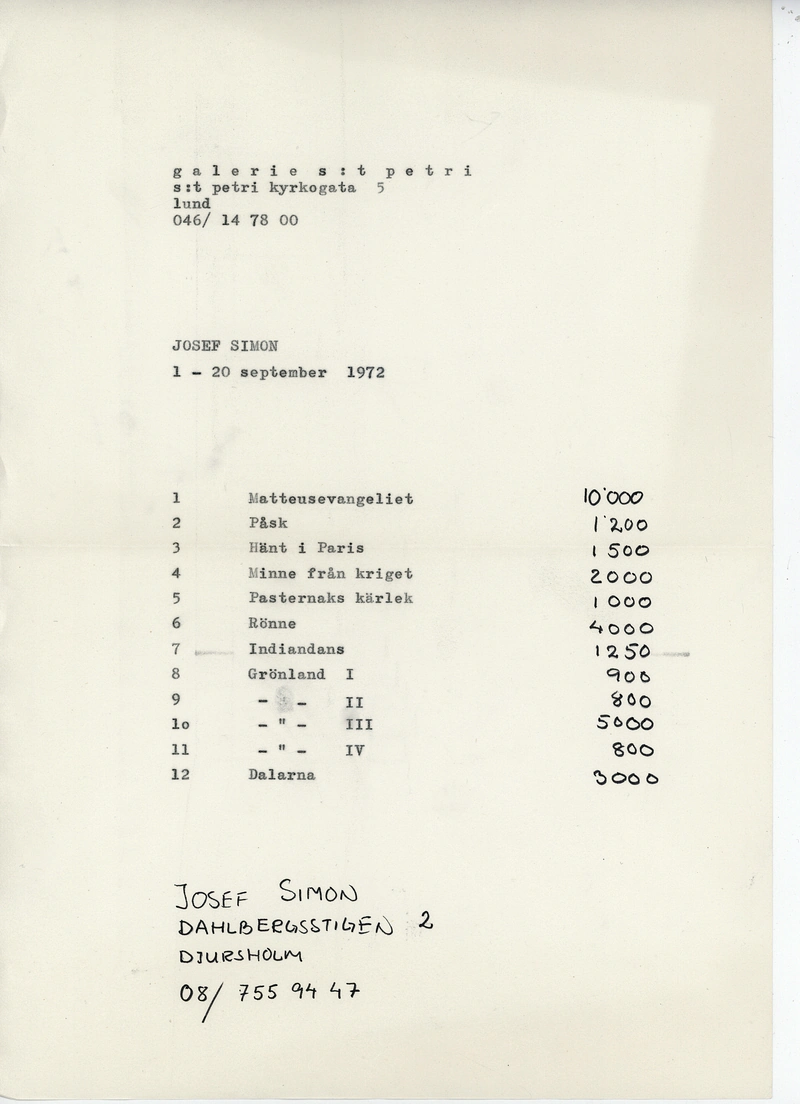 galerie s:t petri
s:t petri kyrkogata 5
lund
046/ 14 78 00
JOSEF SIMON
1 - 20 september 1972
1 Matteusevangeliet 10'000
2 Påsk 1'200
3 Hänt i Paris 1 500
4 Minne från kriget 2000
5 Pasternaks kärlek 1 000
6 Rönne 4000
7 Indiandans 1250
8 Grönland I 900
9 - " - II 800
1o - " - III 5000
11 - " - IV 800
12 Dalarna 3000
JOSEF SIMON
DAHLBERGSSTIGEN 2
DJURSHOLM
08/ 755 94 47